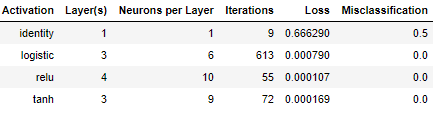 Activation Layer(s) Neurons per Layer Iterations Loss Misclassification
identity 1 1 9 0.666290 0.5
logistic 3 6 613 0.000790 0.0
relu 4 10 55 0.000107 0.0
tanh 3 9 72 0.000169 0.0